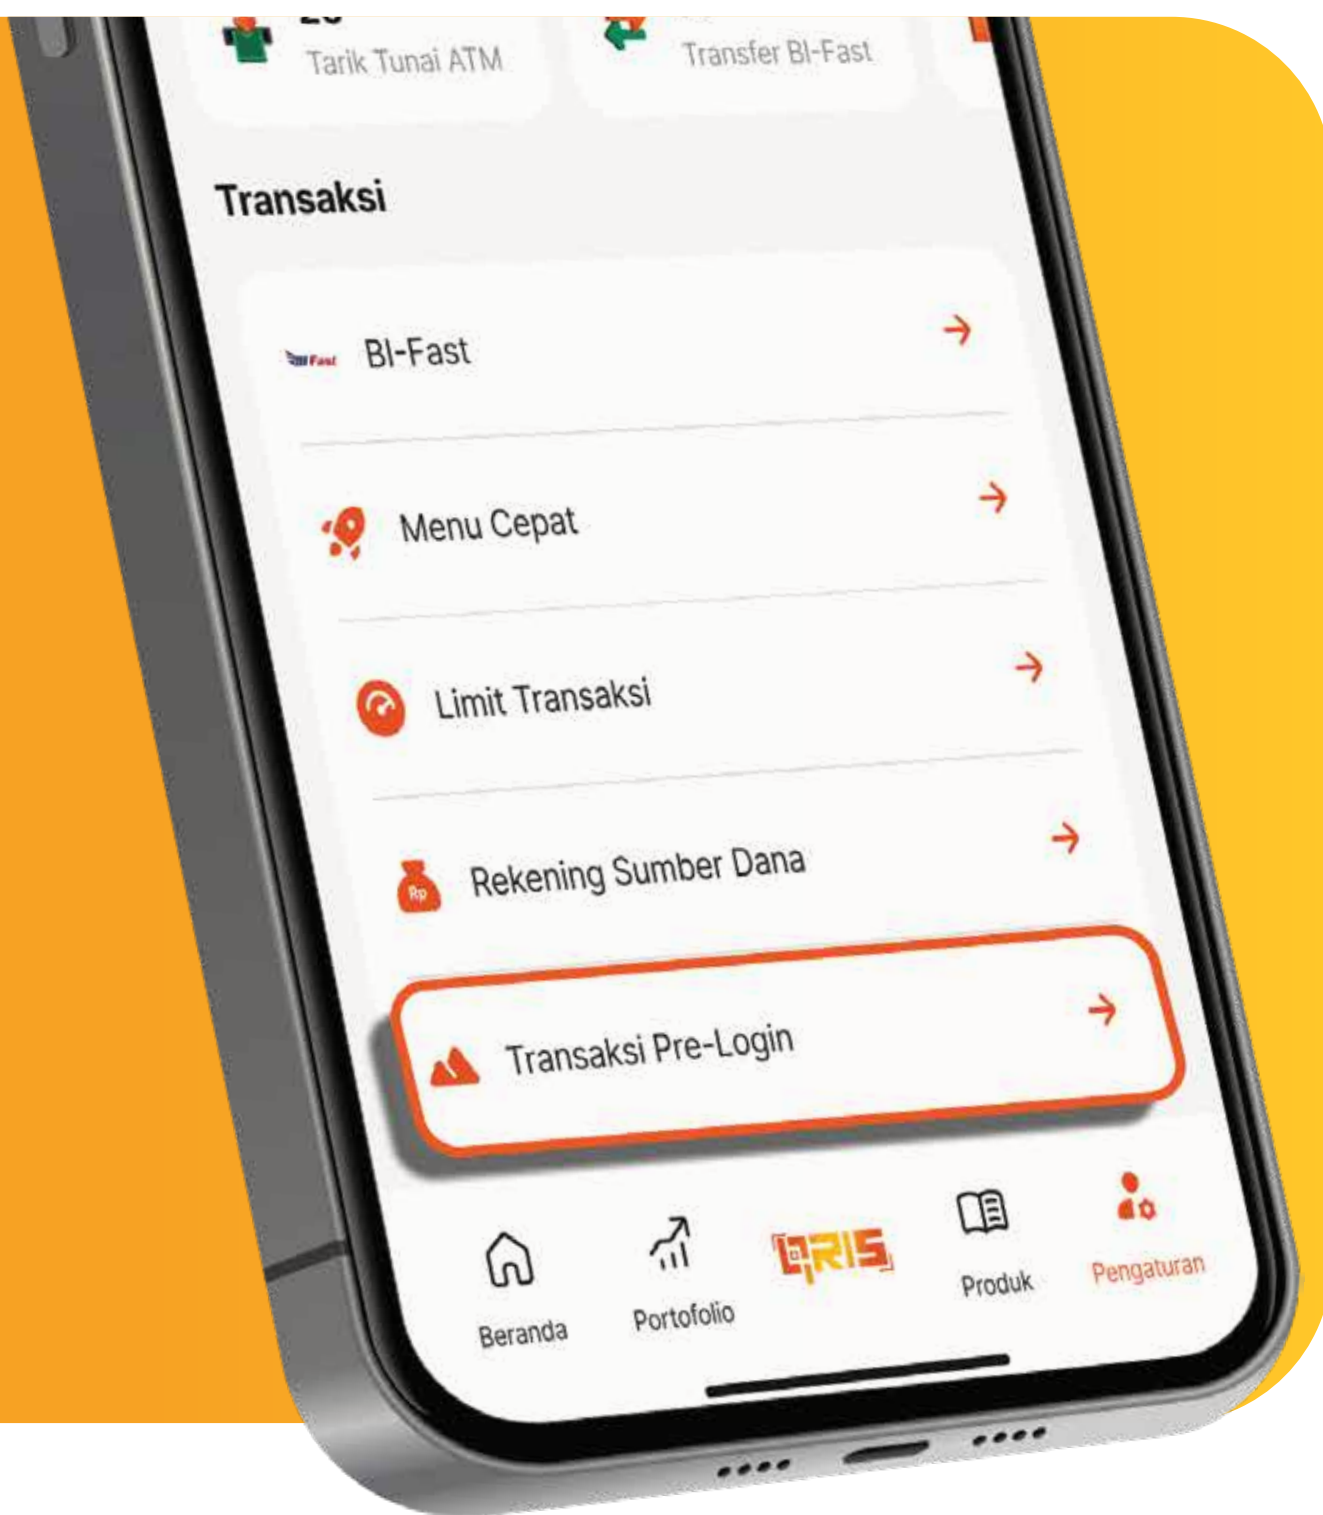 Tarik Tunai ATM
Transfer BI-Fast
Transaksi
BI-Fast
Menu Cepat
Limit Transaksi
Rp
Rekening Sumber Dana
Transaksi Pre-Login
QRIS
Beranda
Portofolio
Produk
Pengaturan